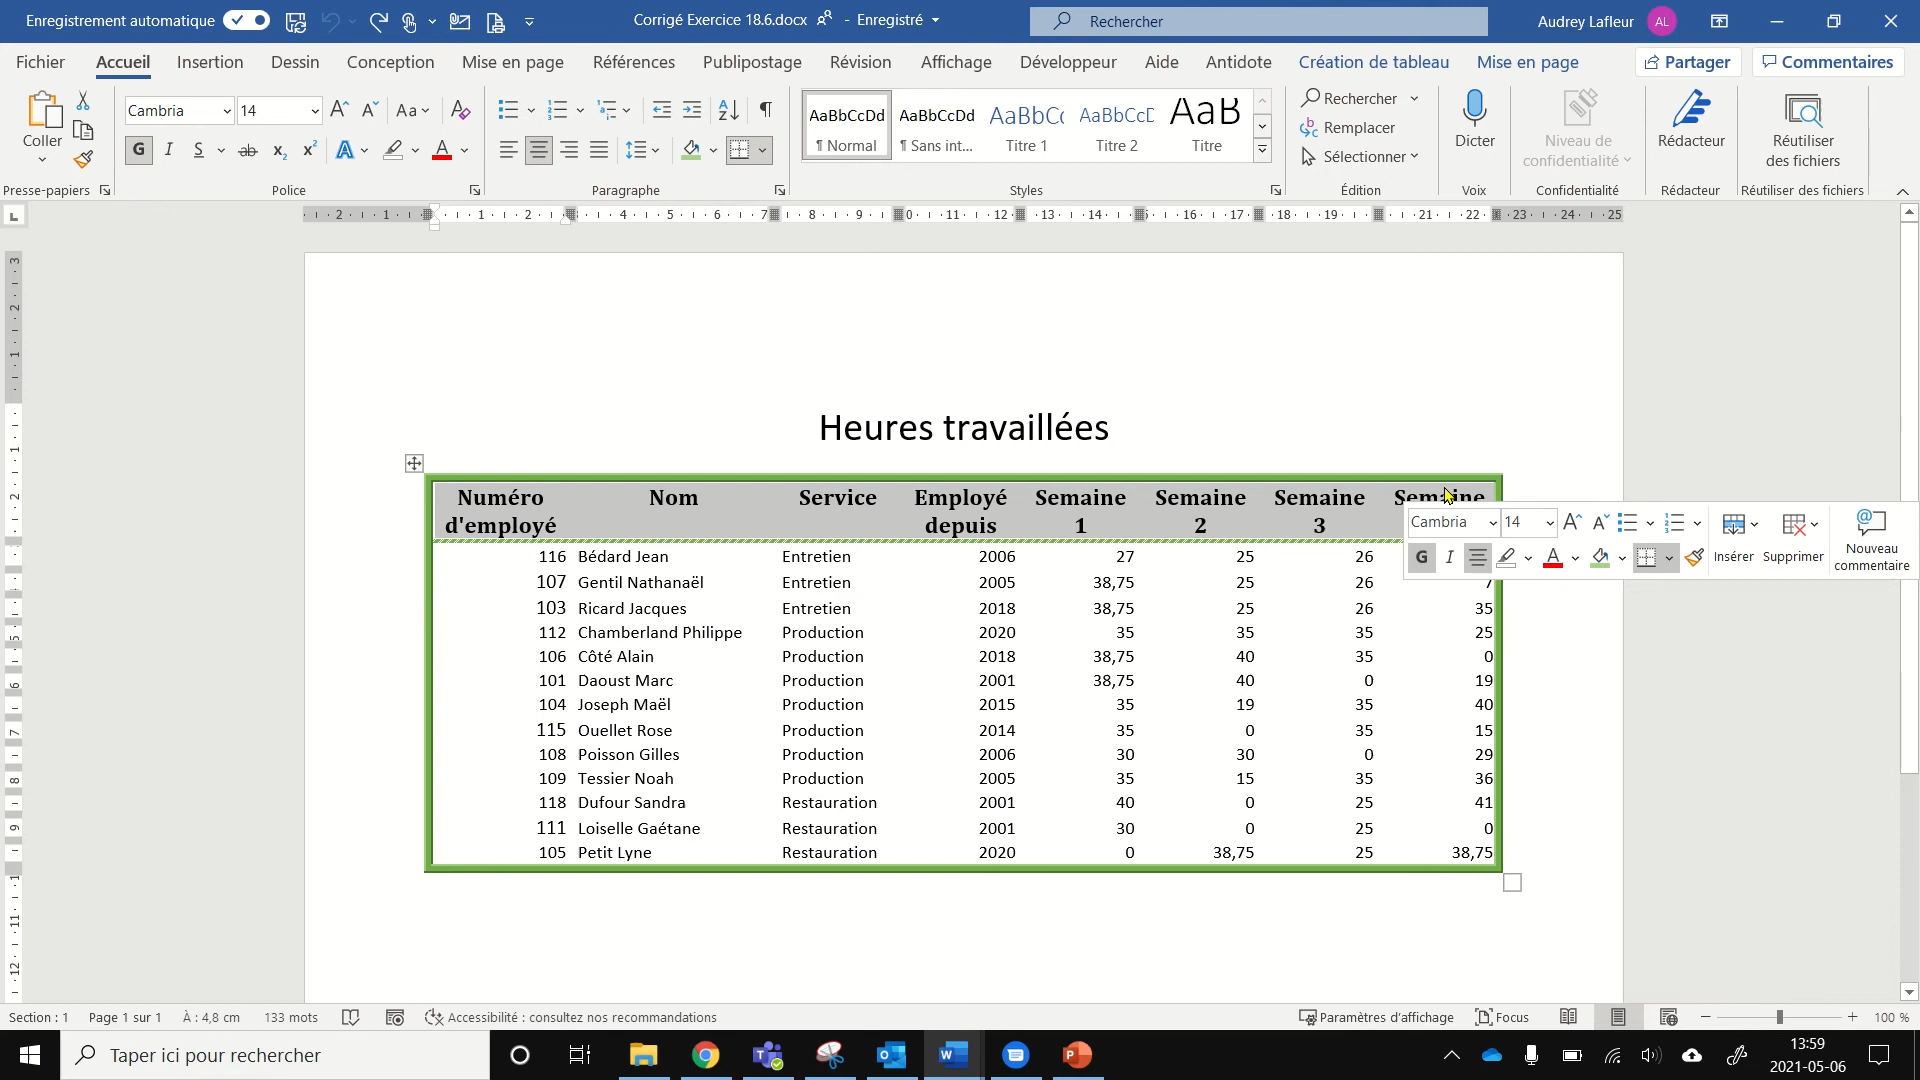 Enregistrement automatique
Corrigé Exercice 18.6.docx - Enregistré
Rechercher
Audrey Lafleur AL
Fichier Accueil Insertion Dessin Conception Mise en page Références Publipostage Révision Affichage Développeur Aide Antidote Création de tableau Mise en page
Partager Commentaires
Coller
Presse-papiers
Cambria 14
Aa
G I S ab x₂ x² A A
Police
Paragraphe
AaBbCcDd AaBbCcDd AaBbCc AaBbCcD AaB
¶ Normal ¶ Sans int... Titre 1 Titre 2 Titre
Styles
Rechercher
Remplacer
Sélectionner
Édition
Dicter
Voix
Niveau de
confidentialité
Confidentialité
Rédacteur
Rédacteur
Réutiliser
des fichiers
Réutiliser des fichiers
Heures travaillées
Numéro d'employé Nom Service Employé depuis Semaine 1 Semaine 2 Semaine 3 Semaine
116 Bédard Jean Entretien 2006 27 25 26
107 Gentil Nathanaël Entretien 2005 38,75 25 26 7
103 Ricard Jacques Entretien 2018 38,75 25 26 35
112 Chamberland Philippe Production 2020 35 35 35 25
106 Côté Alain Production 2018 38,75 40 35 0
101 Daoust Marc Production 2001 38,75 40 0 19
104 Joseph Maël Production 2015 35 19 35 40
115 Ouellet Rose Production 2014 35 0 35 15
108 Poisson Gilles Production 2006 30 30 0 29
109 Tessier Noah Production 2005 35 15 35 36
118 Dufour Sandra Restauration 2001 40 0 25 41
111 Loiselle Gaétane Restauration 2001 30 0 25 0
105 Petit Lyne Restauration 2020 0 38,75 25 38,75
Cambria 14
G I A
Insérer Supprimer
Nouveau
commentaire
Section : 1 Page 1 sur 1 À : 4,8 cm 133 mots Accessibilité : consultez nos recommandations
Paramètres d'affichage Focus 100 %
Taper ici pour rechercher
13:59
2021-05-06